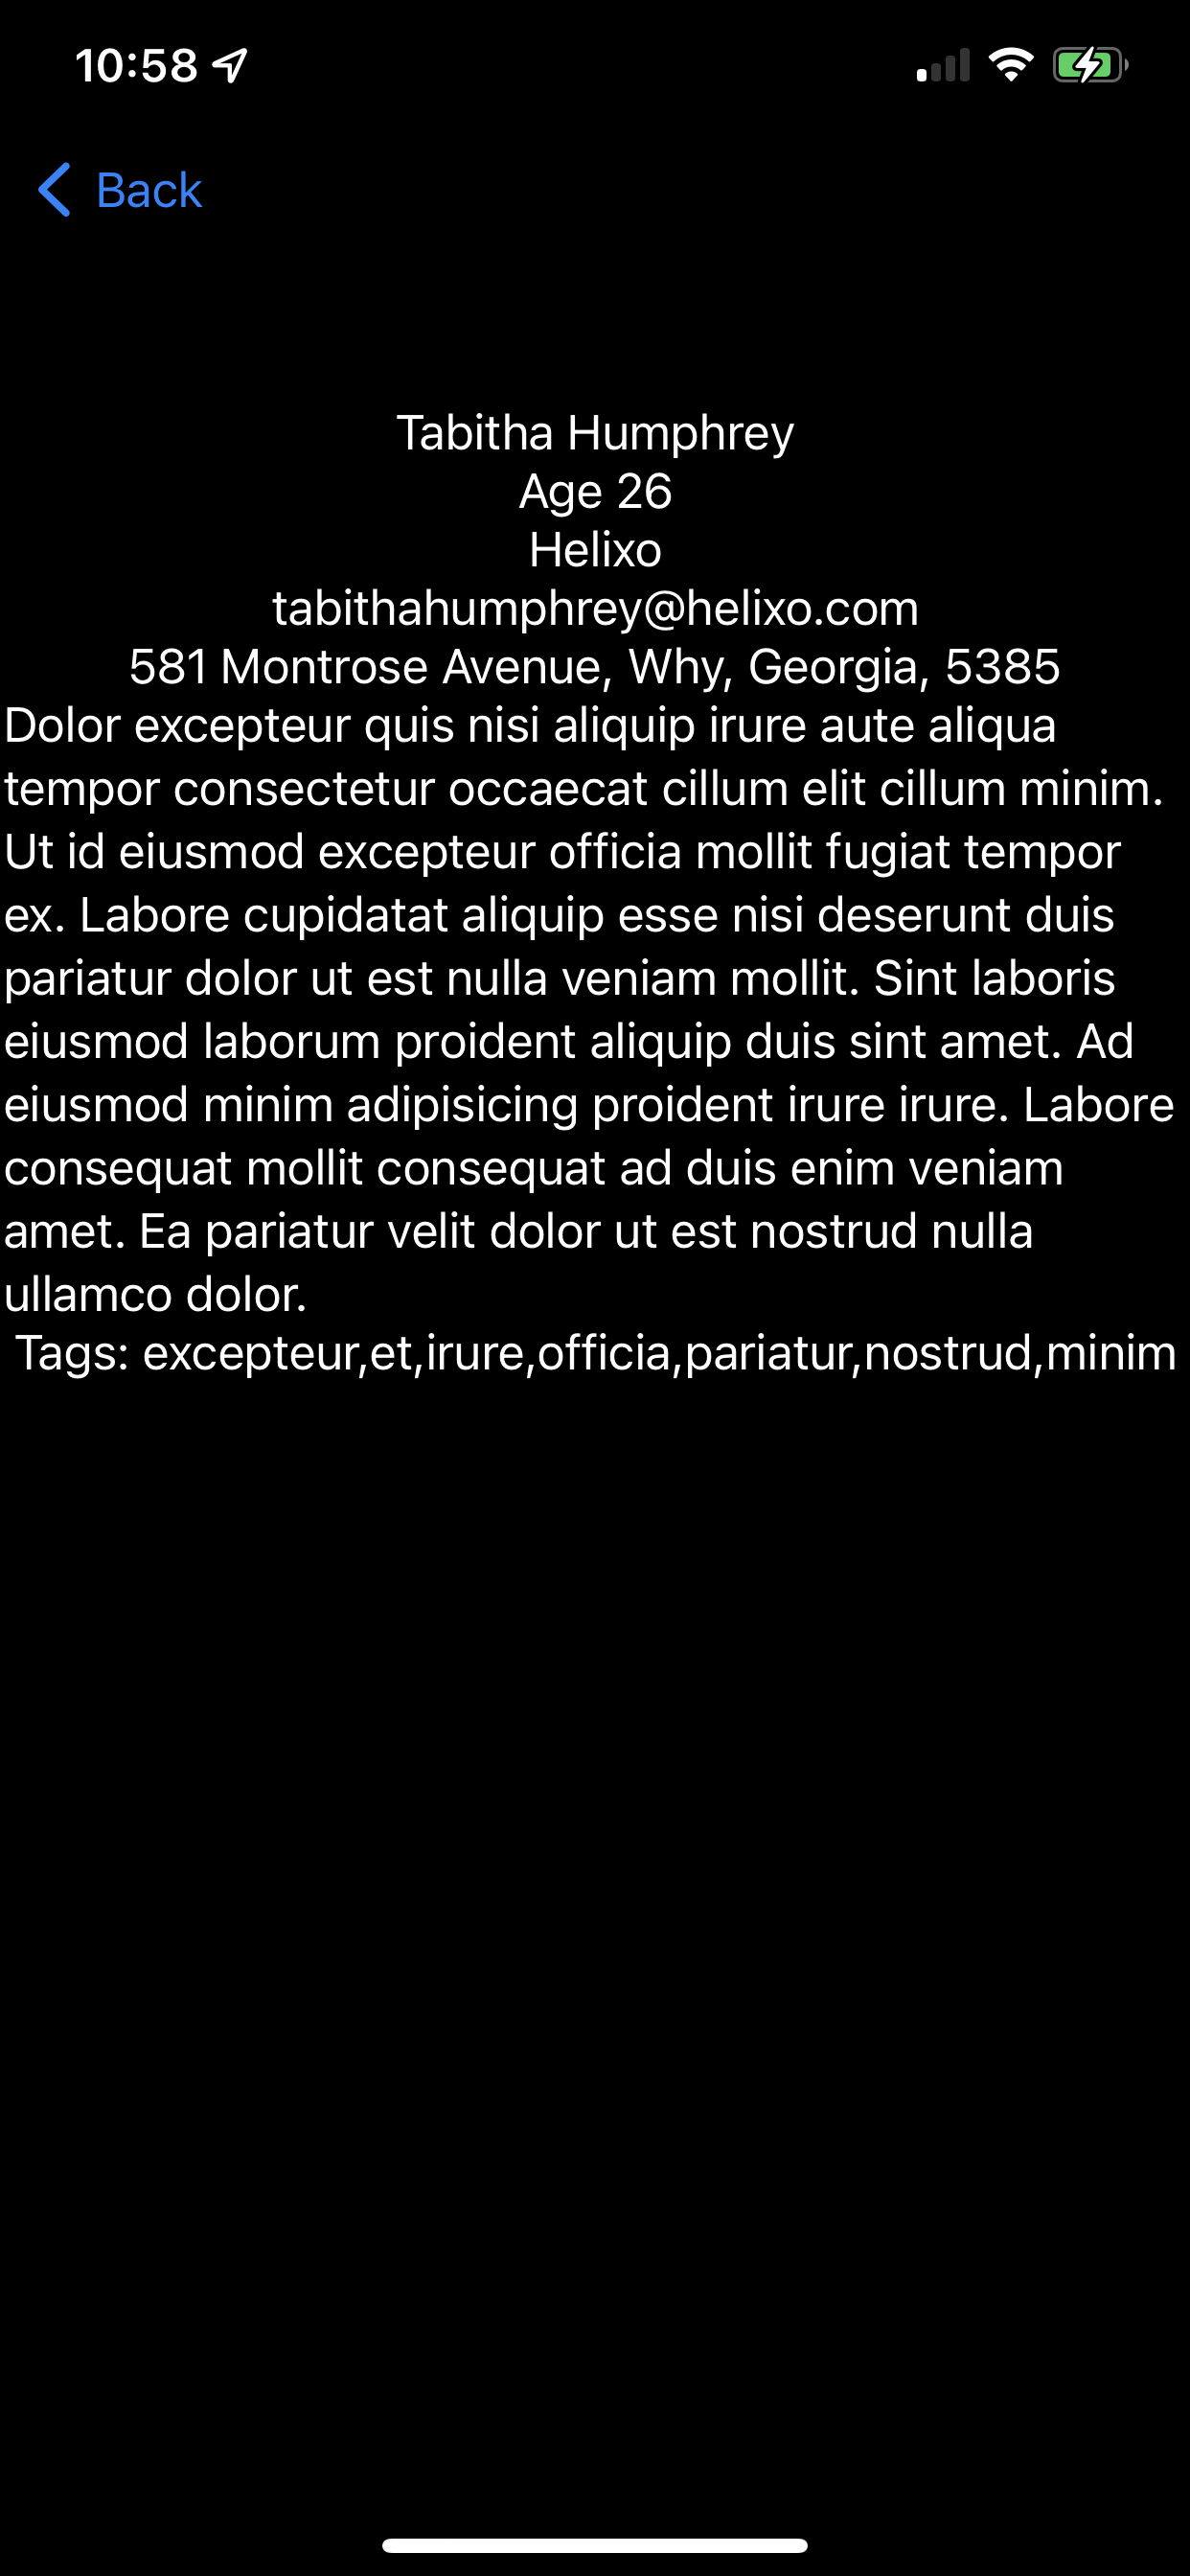 10:58
Back
Tabitha Humphrey
Age 26
Helixo
tabithahumphrey@helixo.com
581 Montrose Avenue, Why, Georgia, 5385
Dolor excepteur quis nisi aliquip irure aute aliqua
tempor consectetur occaecat cillum elit cillum minim.
Ut id eiusmod excepteur officia mollit fugiat tempor
ex. Labore cupidatat aliquip esse nisi deserunt duis
pariatur dolor ut est nulla veniam mollit. Sint laboris
eiusmod laborum proident aliquip duis sint amet. Ad
eiusmod minim adipisicing proident irure irure. Labore
consequat mollit consequat ad duis enim veniam
amet. Ea pariatur velit dolor ut est nostrud nulla
ullamco dolor.
Tags: excepteur,et,irure,officia,pariatur,nostrud,minim